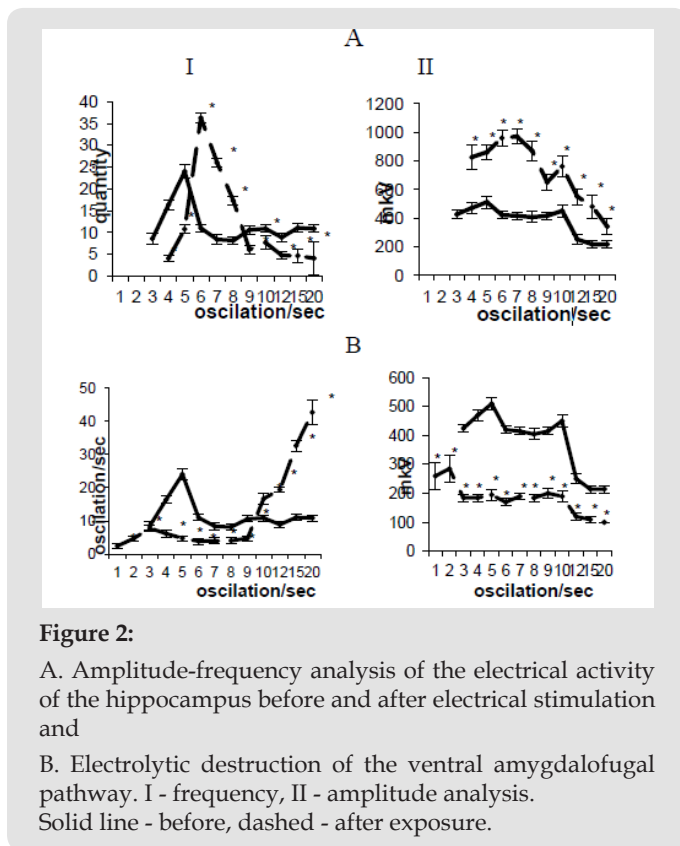 A
I II
40
35
30
25
20
15
10
5
0
quantity
1 2 3 4 5 6 7 8 9 10 12 15 20
oscilation/sec
1200
1000
800
600
400
200
0
mkv
1 2 3 4 5 6 7 8 9 10 12 15 20
oscilation/sec
B
50
40
30
20
10
0
oscilation/sec
1 2 3 4 5 6 7 8 9 10 12 15 20
oscilation/sec
600
500
400
300
200
100
0
mkv
1 2 3 4 5 6 7 8 9 10 12 15 20
oscilation/sec
Figure 2:
A. Amplitude-frequency analysis of the electrical activity
of the hippocampus before and after electrical stimulation
and
B. Electrolytic destruction of the ventral amygdalofugal
pathway. I - frequency, II - amplitude analysis.
Solid line - before, dashed - after exposure.